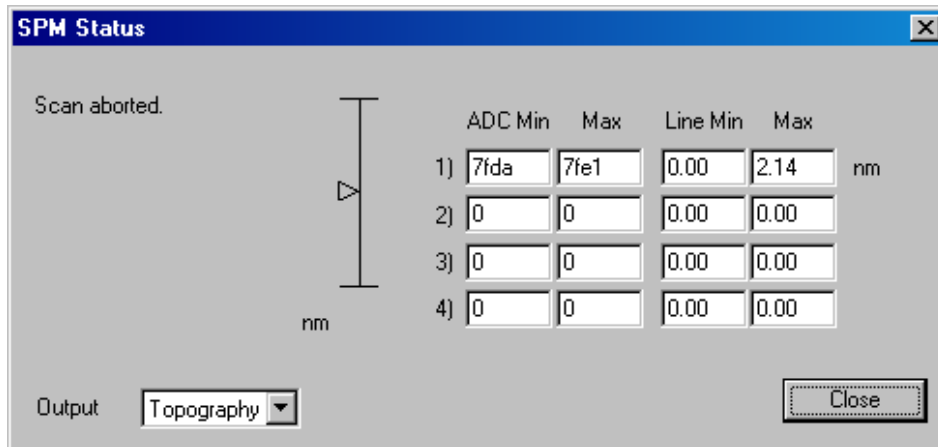 SPM Status
Scan aborted.
ADC Min Max Line Min Max
1) 7fda 7fe1 0.00 2.14 nm
2) 0 0 0.00 0.00
3) 0 0 0.00 0.00
4) 0 0 0.00 0.00
nm
Output Topography Close